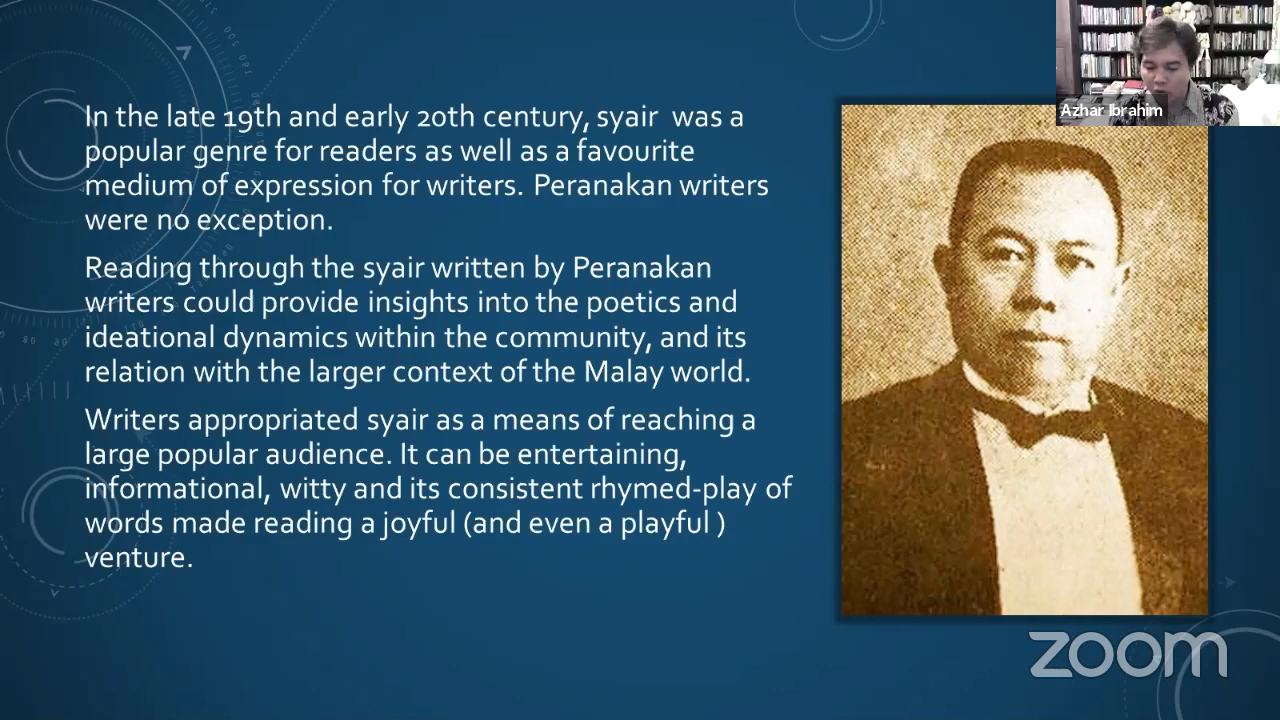 In the late 19th and early 20th century, syair was a
popular genre for readers as well as a favourite
medium of expression for writers. Peranakan writers
were no exception.
Reading through the syair written by Peranakan
writers could provide insights into the poetics and
ideational dynamics within the community, and its
relation with the larger context of the Malay world.
Writers appropriated syair as a means of reaching a
large popular audience. It can be entertaining,
informational, witty and its consistent rhymed-play of
words made reading a joyful (and even a playful )
venture.
Azhar Ibrahim
zoom